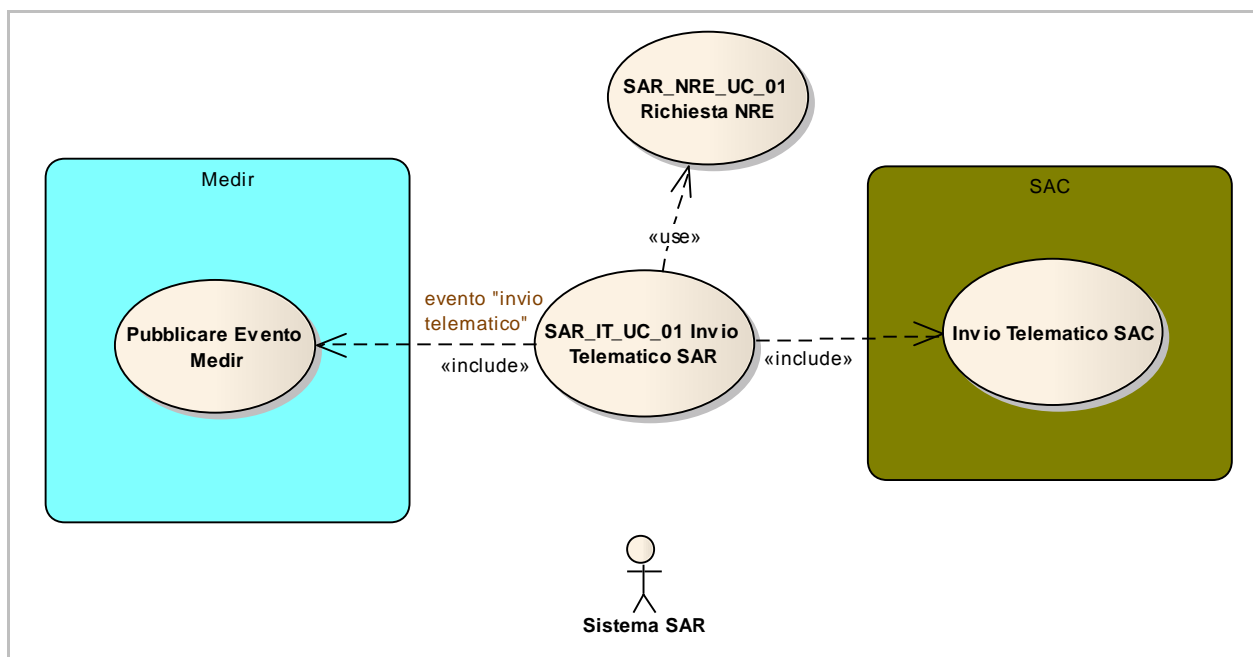 SAR_NRE_UC_01
Richiesta NRE
Medir
SAC
«use»
evento "invio
telematico"
«include»
Pubblicare Evento
Medir
SAR_IT_UC_01 Invio
Telematico SAR
«include»
Invio Telematico SAC
Sistema SAR